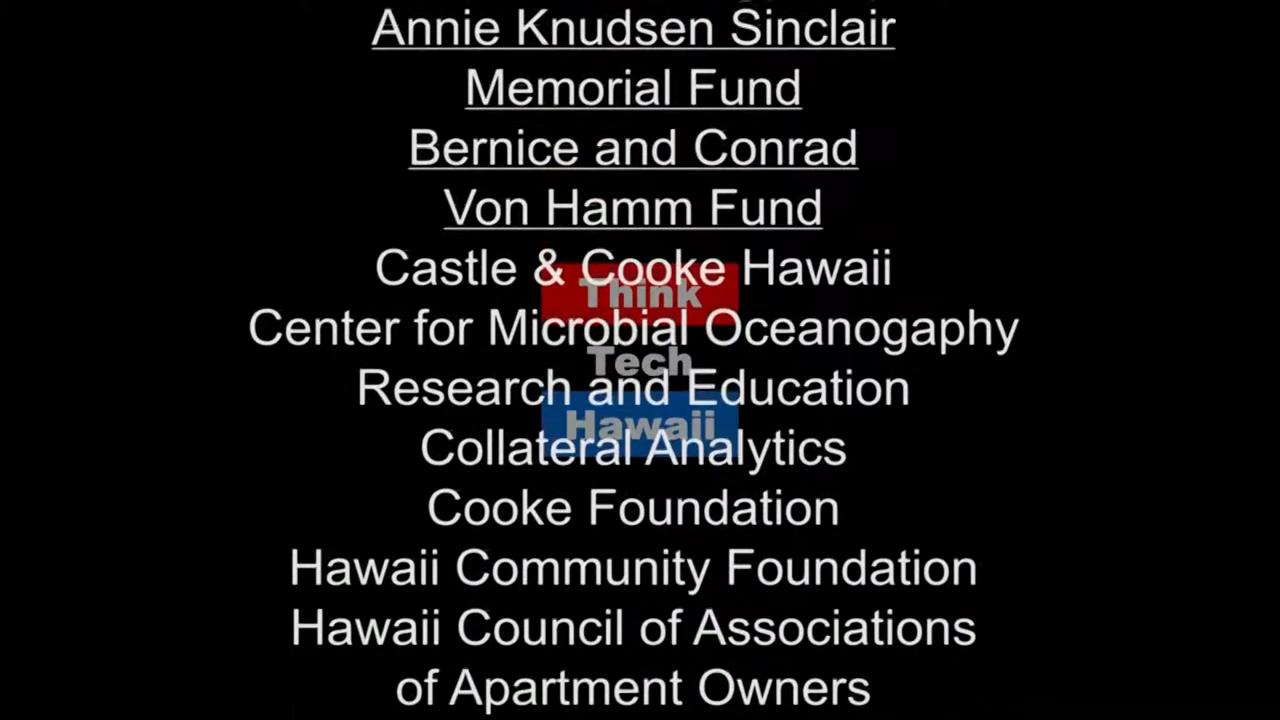 Annie Knudsen Sinclair
Memorial Fund
Bernice and Conrad
Von Hamm Fund
Castle & Cooke Hawaii
Think
Center for Microbial Oceanogaphy
Tech
Research and Education
Hawaii
Collateral Analytics
Cooke Foundation
Hawaii Community Foundation
Hawaii Council of Associations
of Apartment Owners